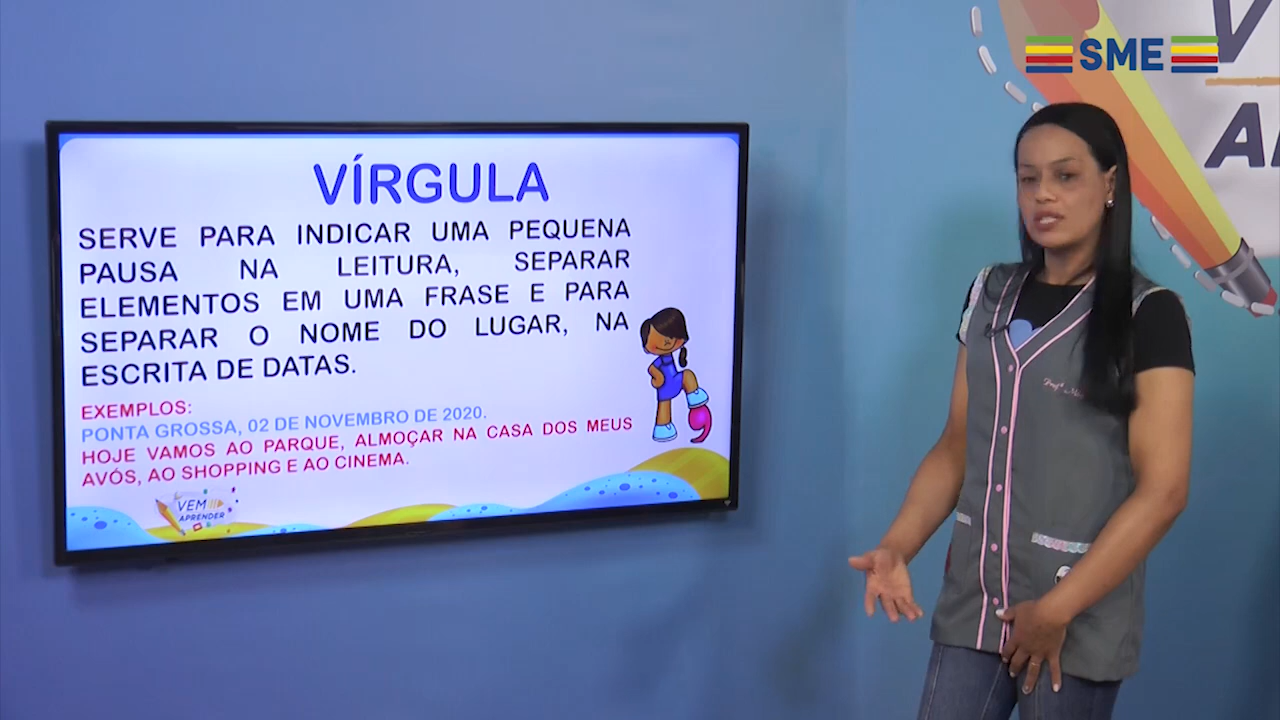 SME
VÍRGULA
SERVE PARA INDICAR UMA PEQUENA
PAUSA NA LEITURA, SEPARAR
ELEMENTOS EM UMA FRASE E PARA
SEPARAR O NOME DO LUGAR, NA
ESCRITA DE DATAS.
EXEMPLOS:
PONTA GROSSA, 02 DE NOVEMBRO DE 2020.
HOJE VAMOS AO PARQUE, ALMOÇAR NA CASA DOS MEUS
AVÓS, AO SHOPPING E AO CINEMA.
VEM
APRENDER